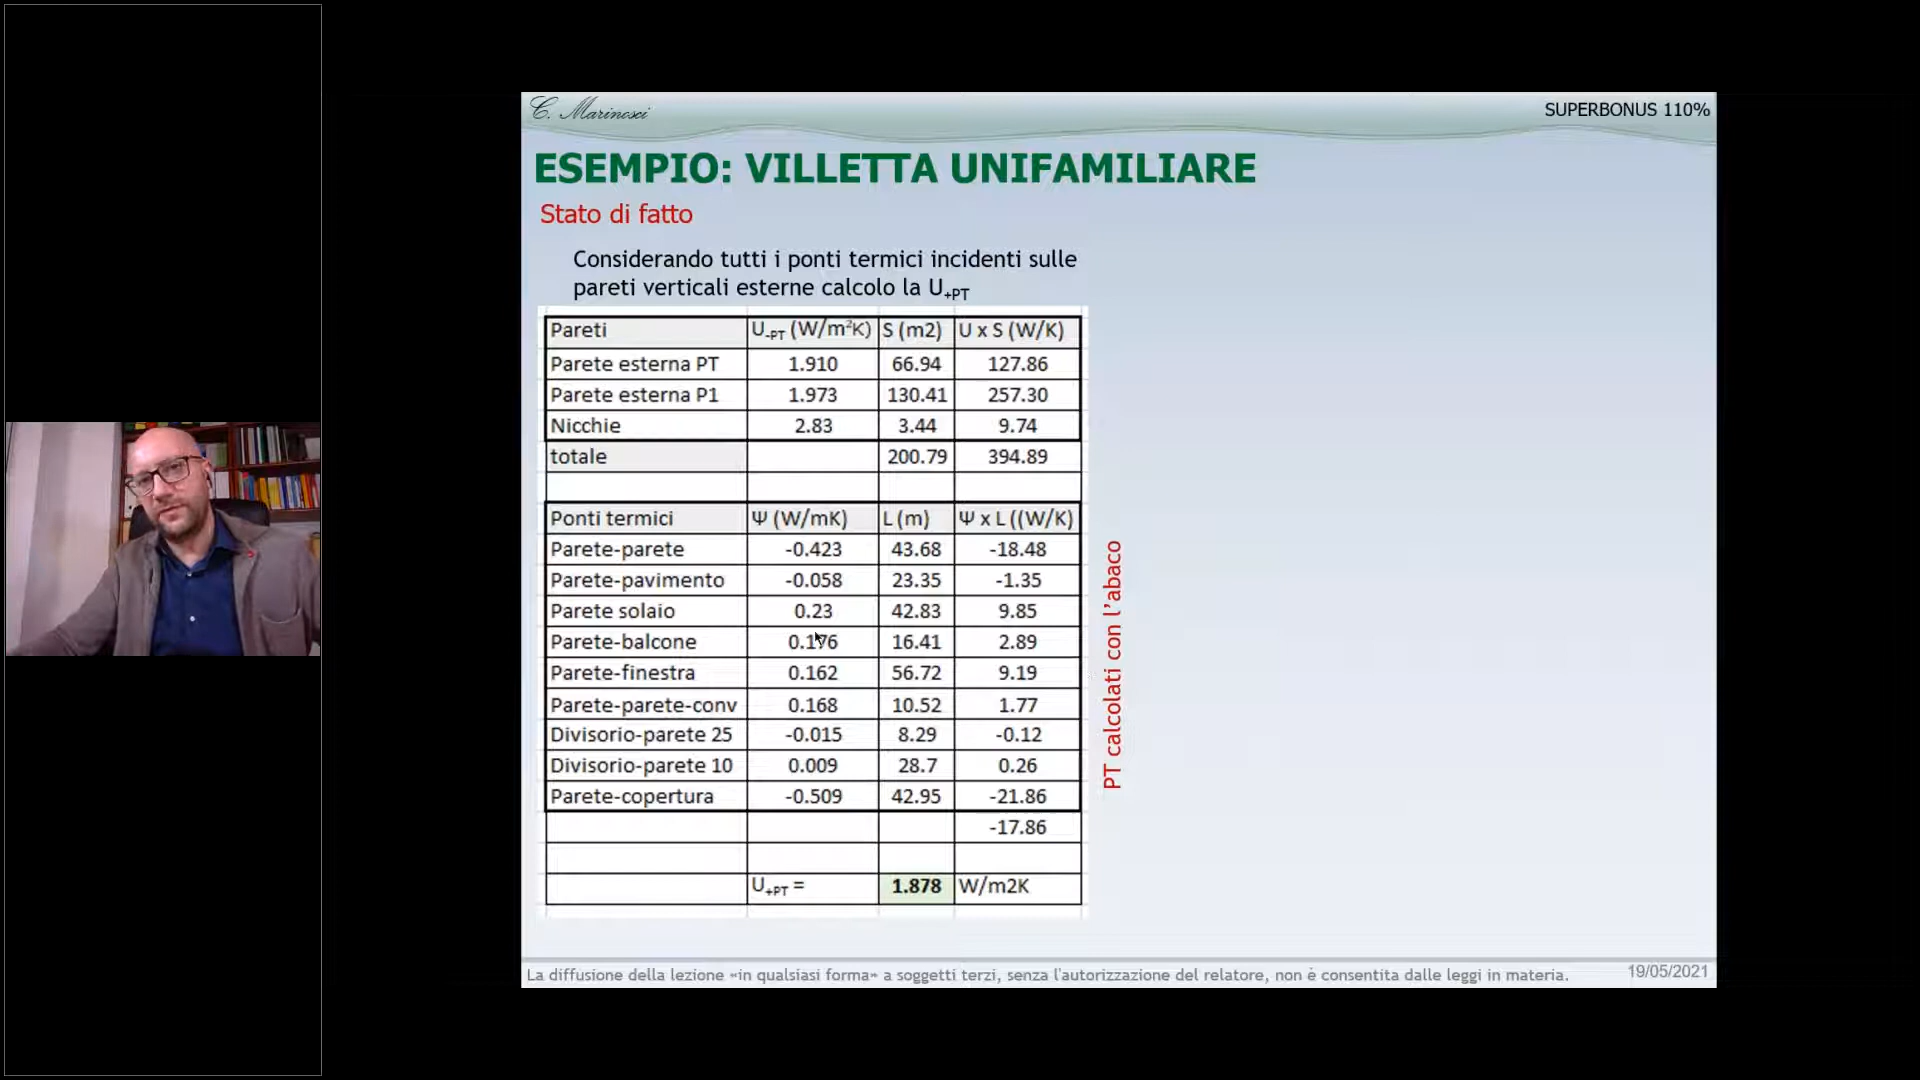 C. Marinosci
SUPERBONUS 110%
ESEMPIO: VILLETTA UNIFAMILIARE
Stato di fatto
Considerando tutti i ponti termici incidenti sulle
pareti verticali esterne calcolo la U+PT
Pareti U-PT (W/m²K) S (m2) U x S (W/K)
Parete esterna PT 1.910 66.94 127.86
Parete esterna P1 1.973 130.41 257.30
Nicchie 2.83 3.44 9.74
totale 200.79 394.89
Ponti termici Ψ (W/mK) L (m) Ψ x L ((W/K)
Parete-parete -0.423 43.68 -18.48
Parete-pavimento -0.058 23.35 -1.35
Parete solaio 0.23 42.83 9.85
Parete-balcone 0.176 16.41 2.89
Parete-finestra 0.162 56.72 9.19
Parete-parete-conv 0.168 10.52 1.77
Divisorio-parete 25 -0.015 8.29 -0.12
Divisorio-parete 10 0.009 28.7 0.26
Parete-copertura -0.509 42.95 -21.86
-17.86
U+PT = 1.878 W/m2K
PT calcolati con l'abaco
La diffusione della lezione «in qualsiasi forma» a soggetti terzi, senza l'autorizzazione del relatore, non è consentita dalle leggi in materia.
19/05/2021